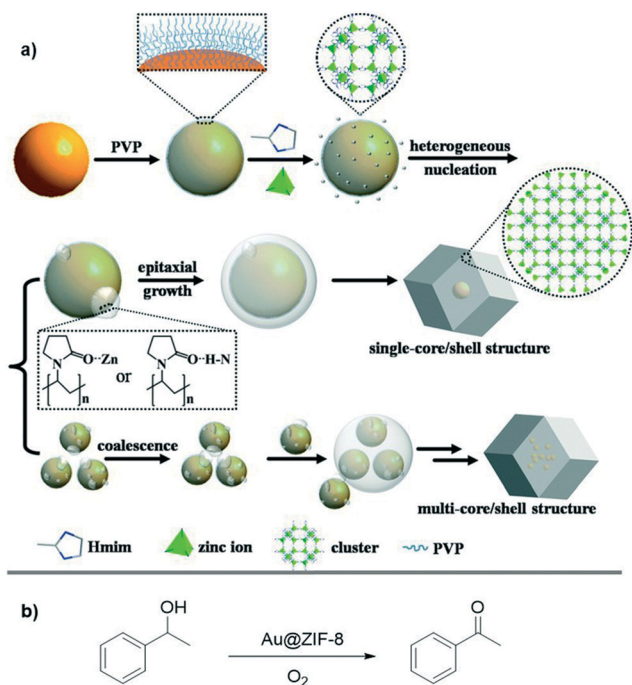 a)
PVP
heterogeneous
nucleation
epitaxial
growth
single-core/shell structure
O··Zn
N
n
or
O··H-N
N
n
coalescence
multi-core/shell structure
Hmim
zinc ion
cluster
PVP
b)
OH
Au@ZIF-8
O2
O